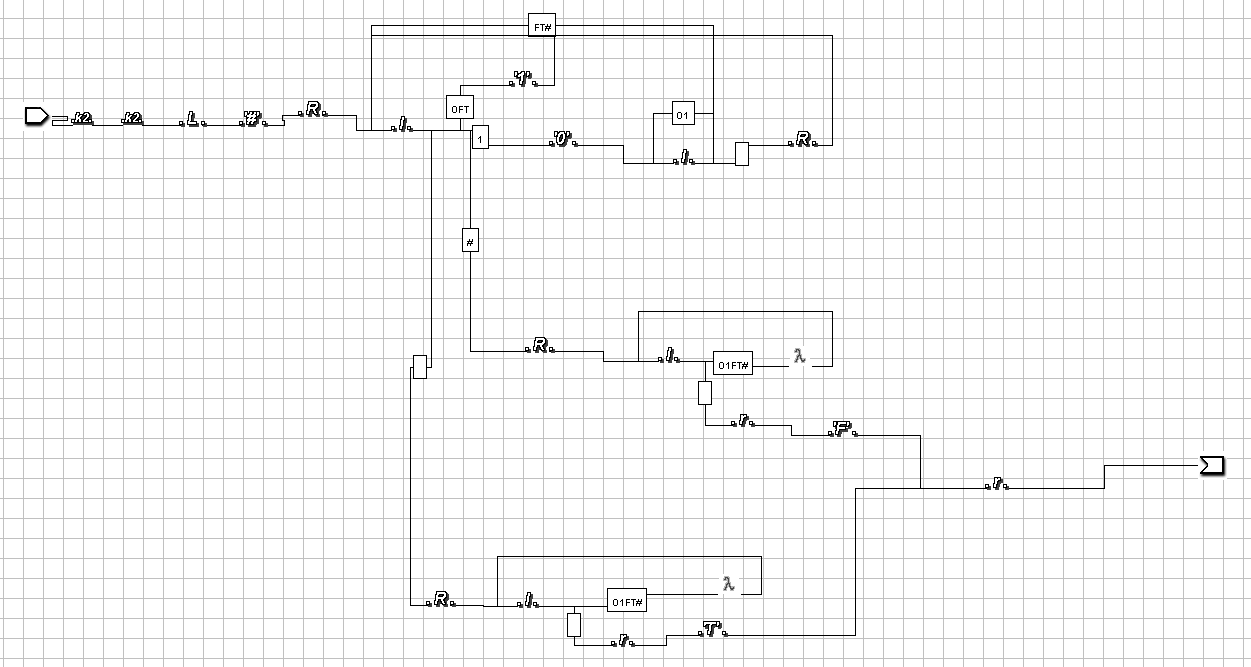 FT#
'1'
0FT
.k2.
.k2.
.L.
'#'
.R.
.l.
1
'0'
01
.l.
.R.
#
.R.
.l.
01FT#
λ
.r.
'F'
.r.
.R.
.l.
01FT#
λ
.r.
'T'